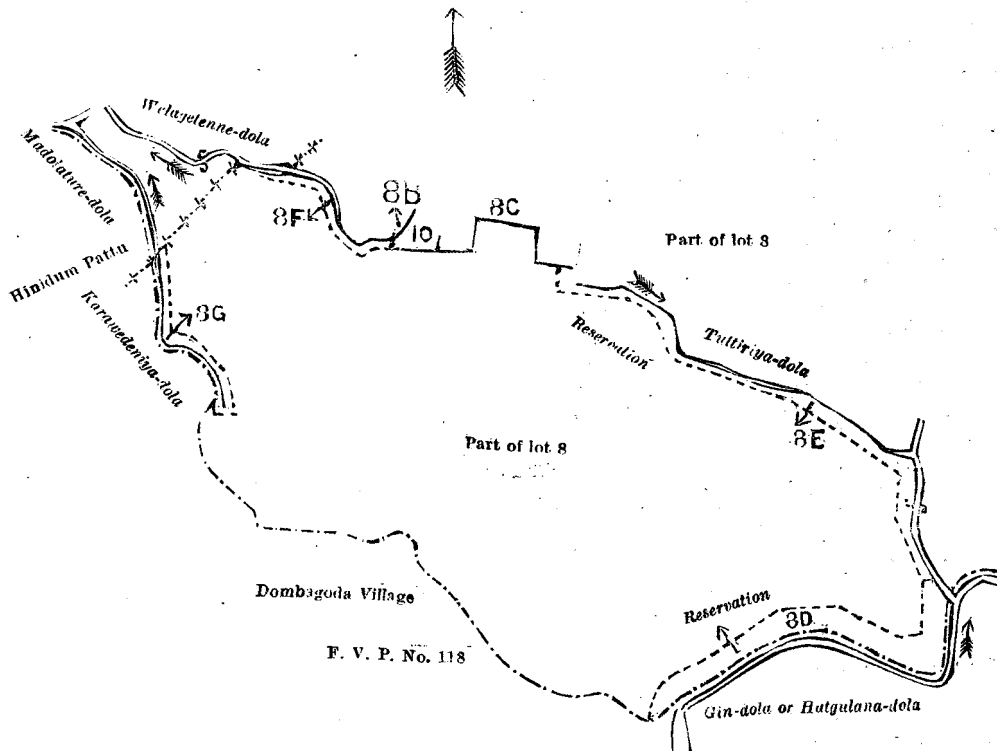 Welagetenne-dola
Madolature-dola
8B
8F
10
8C
Part of lot 8
Hinidum Pattu
8G
Karawedeniya-dola
Reservation
Tuttiriya-dola
8E
Part of lot 8
Dombagoda Village
Reservation
8D
F. V. P. No. 118
Gin-dola or Hatgulana-dola